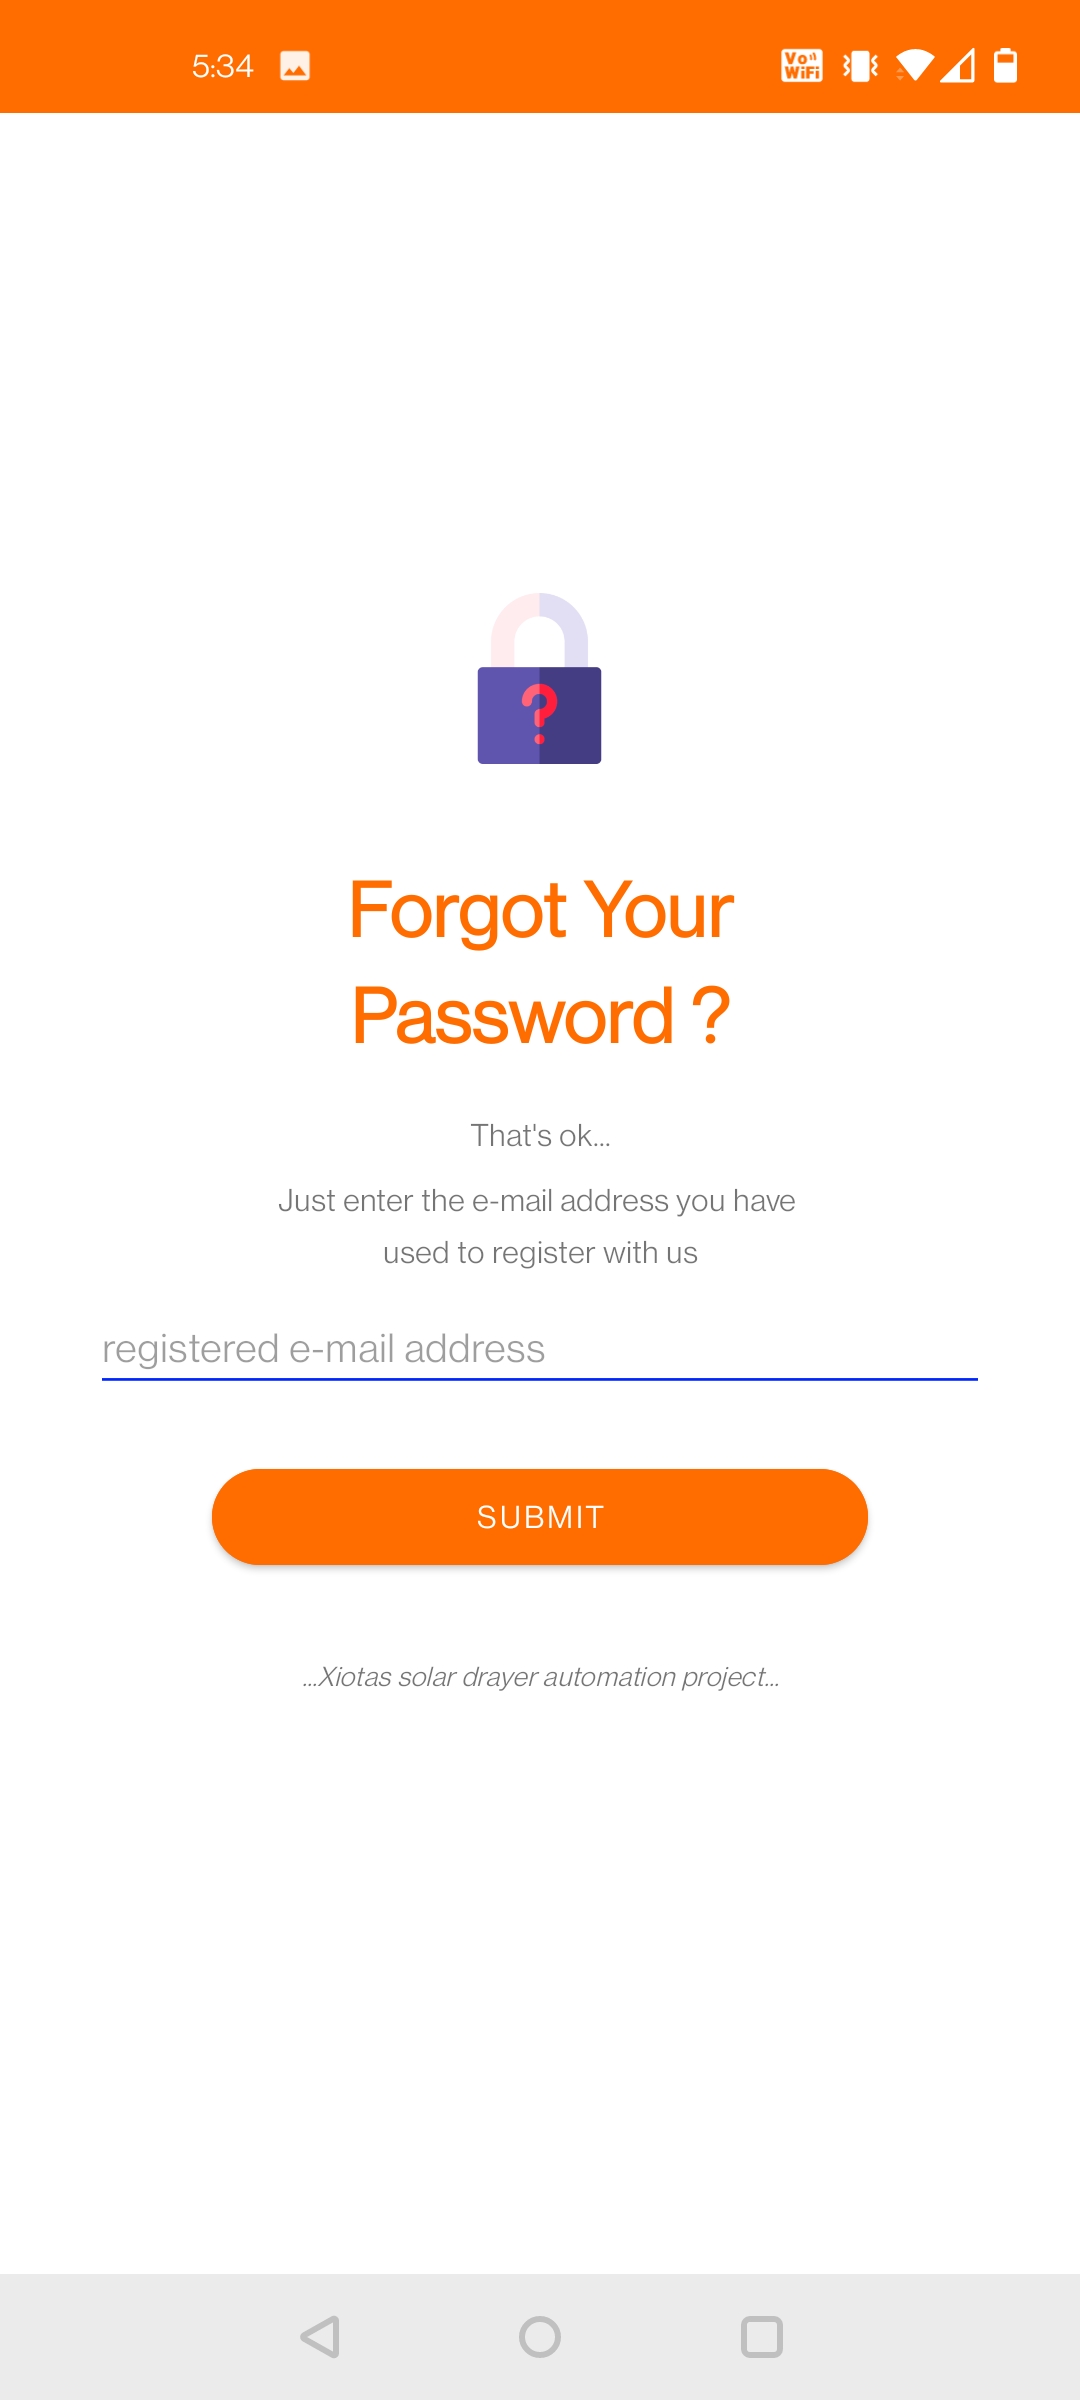 5:34
Vo
WiFi
?
Forgot Your
Password ?
That's ok...
Just enter the e-mail address you have
used to register with us
registered e-mail address
SUBMIT
...Xiotas solar drayer automation project...